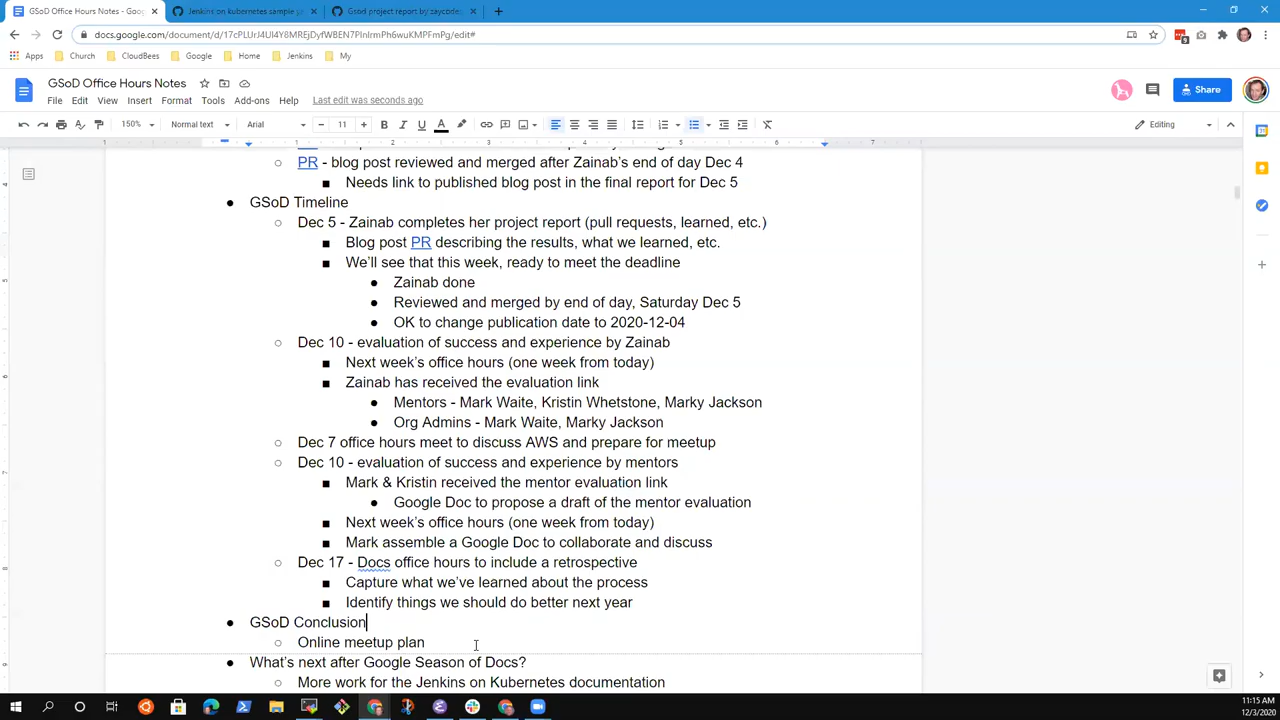 GSoD Office Hours Notes - Goo
Jenkins on kubernetes sample ya
Gsod project report by zaycodes
docs.google.com/document/d/17cPLUrJ4Ul4Y8MREjDyfWBEN7PlnlrmPh6wuKMPFmPg/edit#
Apps Church CloudBees Google Home Jenkins My
GSoD Office Hours Notes
File Edit View Insert Format Tools Add-ons Help Last edit was seconds ago
Share
150% Normal text Arial 11 Editing
PR - blog post reviewed and merged after Zainab's end of day Dec 4
Needs link to published blog post in the final report for Dec 5
GSoD Timeline
Dec 5 - Zainab completes her project report (pull requests, learned, etc.)
Blog post PR describing the results, what we learned, etc.
We'll see that this week, ready to meet the deadline
Zainab done
Reviewed and merged by end of day, Saturday Dec 5
OK to change publication date to 2020-12-04
Dec 10 - evaluation of success and experience by Zainab
Next week's office hours (one week from today)
Zainab has received the evaluation link
Mentors - Mark Waite, Kristin Whetstone, Marky Jackson
Org Admins - Mark Waite, Marky Jackson
Dec 7 office hours meet to discuss AWS and prepare for meetup
Dec 10 - evaluation of success and experience by mentors
Mark & Kristin received the mentor evaluation link
Google Doc to propose a draft of the mentor evaluation
Next week's office hours (one week from today)
Mark assemble a Google Doc to collaborate and discuss
Dec 17 - Docs office hours to include a retrospective
Capture what we've learned about the process
Identify things we should do better next year
GSoD Conclusion
Online meetup plan
What's next after Google Season of Docs?
More work for the Jenkins on Kubernetes documentation
11:15 AM
12/3/2020